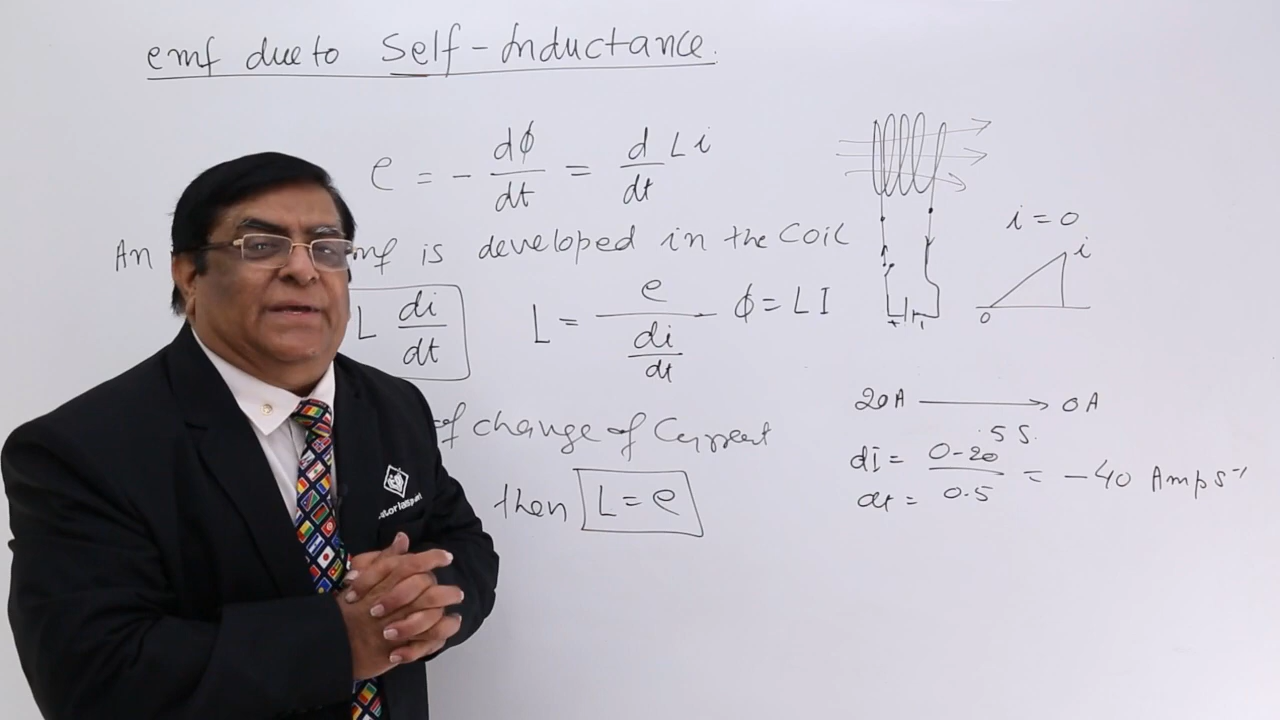 emf due to Self-Inductance.
e = - dϕ/dt = d/dt Li
An mf is developed in the Coil
L di/dt L = e/(di/dt) ϕ = LI
of change of Current
then L = e
i = 0
i
0
+ -
20A → 0A
5 S.
dI = 0-20
dt = 0.5 = -40 Amp s⁻¹